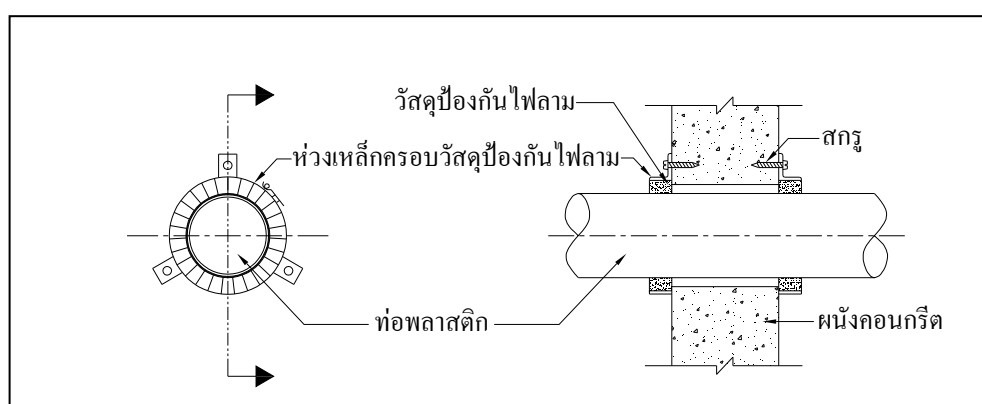 วัสดุป้องกันไฟลาม
สกรู
ห่วงเหล็กครอบวัสดุป้องกันไฟลาม
ท่อพลาสติก
ผนังคอนกรีต